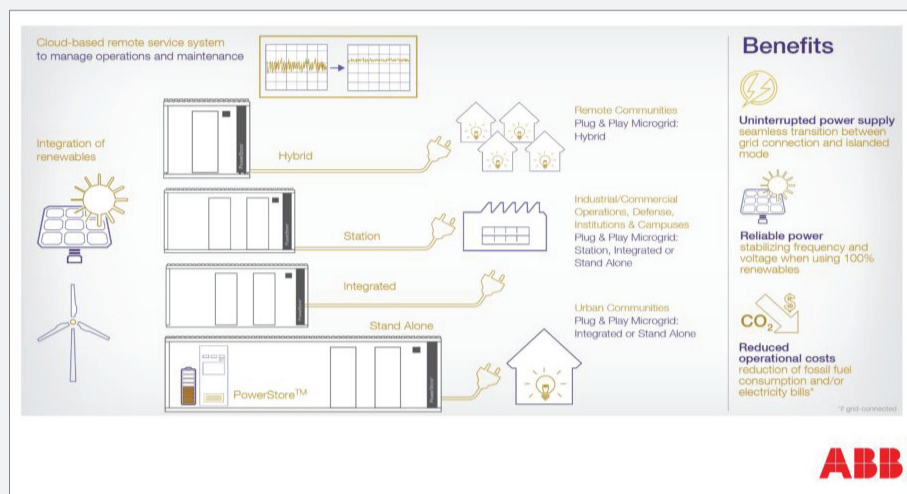 Cloud-based remote service system
to manage operations and maintenance
Benefits
Integration of
renewables
Hybrid
PowerStore
Remote Communities
Plug & Play Microgrid:
Hybrid
Station
PowerStore
Industrial/Commercial
Operations, Defense,
Institutions & Campuses
Plug & Play Microgrid:
Station, Integrated or
Stand Alone
Integrated
PowerStore
Stand Alone
Urban Communities
Plug & Play Microgrid:
Integrated or Stand Alone
PowerStore™
PowerStore
Uninterrupted power supply
seamless transition between
grid connection and islanded
mode
Reliable power
stabilizing frequency and
voltage when using 100%
renewables
$
CO₂
Reduced
operational costs
reduction of fossil fuel
consumption and/or
electricity bills*
*if grid-connected
ABB